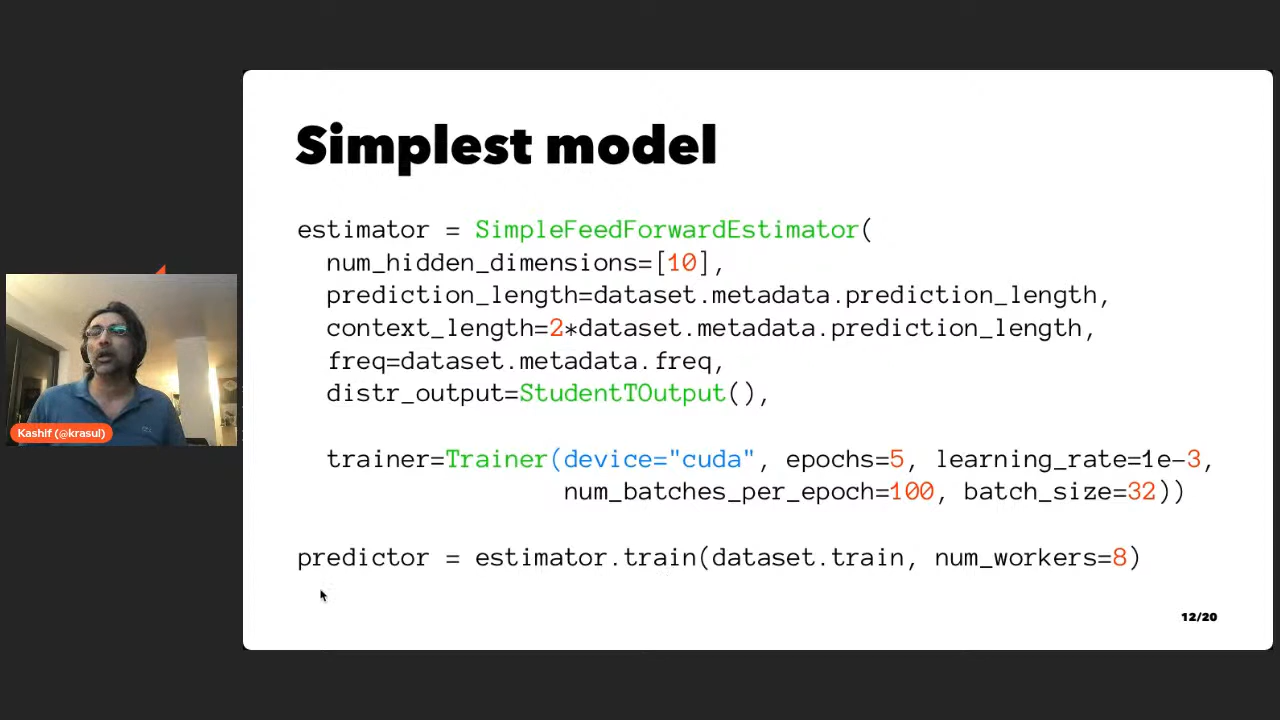 Simplest model
estimator = SimpleFeedForwardEstimator(
num_hidden_dimensions=[10],
prediction_length=dataset.metadata.prediction_length,
context_length=2*dataset.metadata.prediction_length,
freq=dataset.metadata.freq,
distr_output=StudentTOutput(),
trainer=Trainer(device="cuda", epochs=5, learning_rate=1e-3,
num_batches_per_epoch=100, batch_size=32))
predictor = estimator.train(dataset.train, num_workers=8)
12/20
Kashif (@krasul)